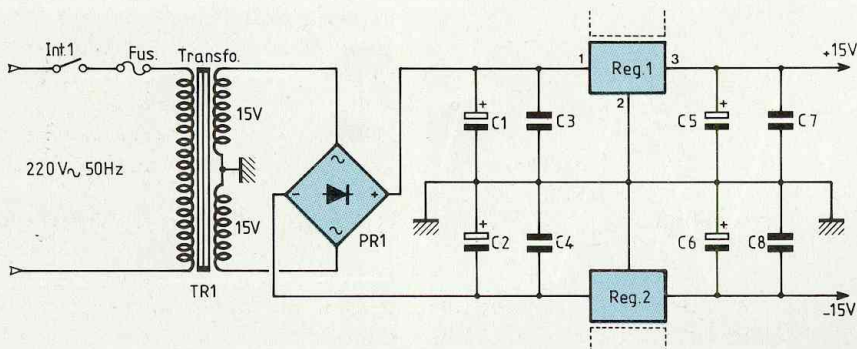 Int.1
Fus.
Transfo.
220 V~ 50Hz
15V
15V
TR1
~
~
-
+
PR1
+
C1
C3
+
C2
C4
1
Reg.1
3
2
Reg.2
+
C5
C7
+
C6
C8
+15V
-15V